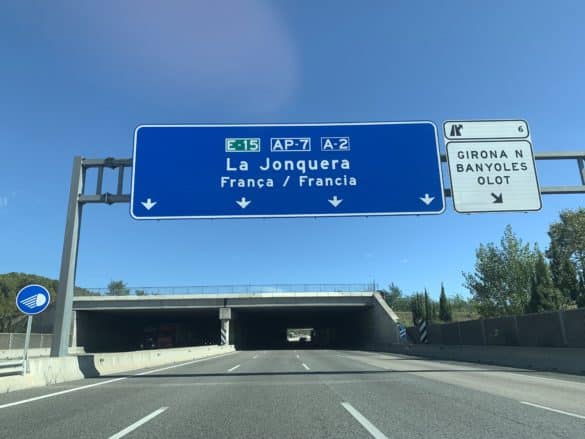 E-15 AP-7 A-2
La Jonquera
França / Francia
6
GIRONA N
BANYOLES
OLOT